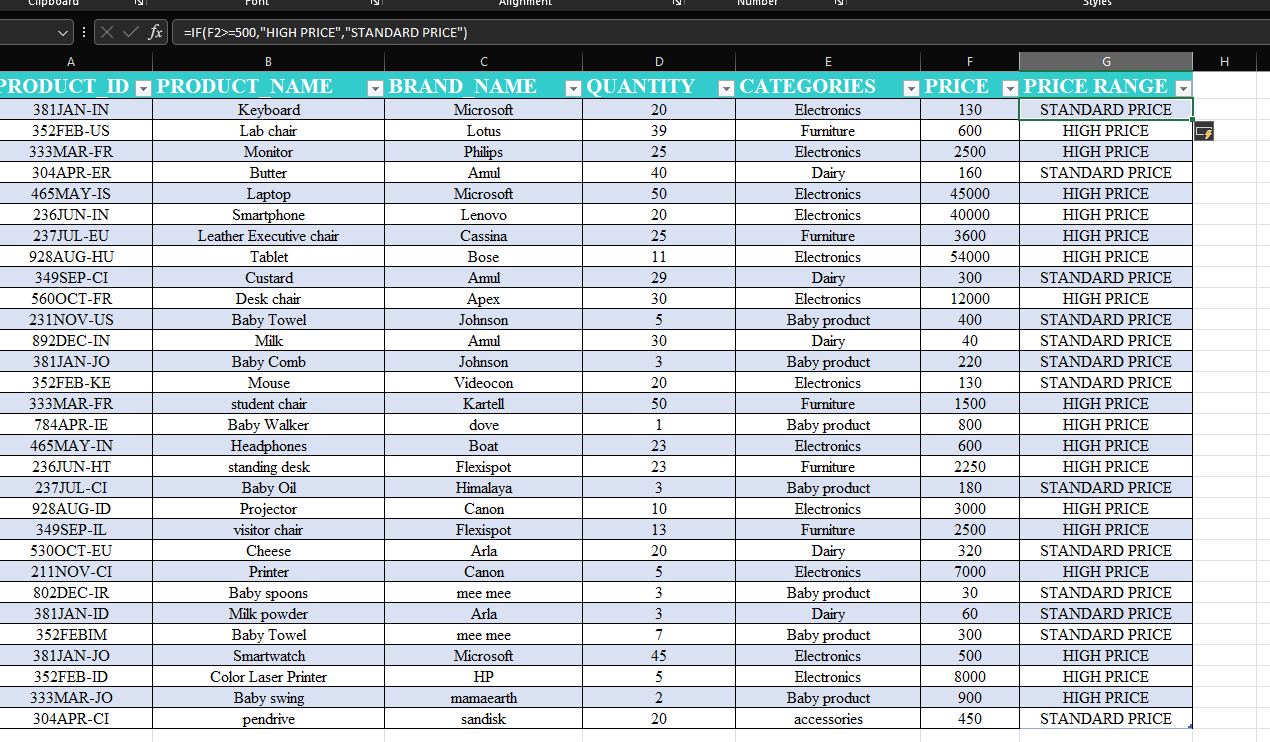 Clipboard Font Alignment Number Styles
fx =IF(F2>=500,"HIGH PRICE","STANDARD PRICE")
A B C D E F G H
PRODUCT_ID PRODUCT_NAME BRAND_NAME QUANTITY CATEGORIES PRICE PRICE RANGE
381JAN-IN Keyboard Microsoft 20 Electronics 130 STANDARD PRICE
352FEB-US Lab chair Lotus 39 Furniture 600 HIGH PRICE
333MAR-FR Monitor Philips 25 Electronics 2500 HIGH PRICE
304APR-ER Butter Amul 40 Dairy 160 STANDARD PRICE
465MAY-IS Laptop Microsoft 50 Electronics 45000 HIGH PRICE
236JUN-IN Smartphone Lenovo 20 Electronics 40000 HIGH PRICE
237JUL-EU Leather Executive chair Cassina 25 Furniture 3600 HIGH PRICE
928AUG-HU Tablet Bose 11 Electronics 54000 HIGH PRICE
349SEP-CI Custard Amul 29 Dairy 300 STANDARD PRICE
560OCT-FR Desk chair Apex 30 Electronics 12000 HIGH PRICE
231NOV-US Baby Towel Johnson 5 Baby product 400 STANDARD PRICE
892DEC-IN Milk Amul 30 Dairy 40 STANDARD PRICE
381JAN-JO Baby Comb Johnson 3 Baby product 220 STANDARD PRICE
352FEB-KE Mouse Videocon 20 Electronics 130 STANDARD PRICE
333MAR-FR student chair Kartell 50 Furniture 1500 HIGH PRICE
784APR-IE Baby Walker dove 1 Baby product 800 HIGH PRICE
465MAY-IN Headphones Boat 23 Electronics 600 HIGH PRICE
236JUN-HT standing desk Flexispot 23 Furniture 2250 HIGH PRICE
237JUL-CI Baby Oil Himalaya 3 Baby product 180 STANDARD PRICE
928AUG-ID Projector Canon 10 Electronics 3000 HIGH PRICE
349SEP-IL visitor chair Flexispot 13 Furniture 2500 HIGH PRICE
530OCT-EU Cheese Arla 20 Dairy 320 STANDARD PRICE
211NOV-CI Printer Canon 5 Electronics 7000 HIGH PRICE
802DEC-IR Baby spoons mee mee 3 Baby product 30 STANDARD PRICE
381JAN-ID Milk powder Arla 3 Dairy 60 STANDARD PRICE
352FEBIM Baby Towel mee mee 7 Baby product 300 STANDARD PRICE
381JAN-JO Smartwatch Microsoft 45 Electronics 500 HIGH PRICE
352FEB-ID Color Laser Printer HP 5 Electronics 8000 HIGH PRICE
333MAR-JO Baby swing mamaearth 2 Baby product 900 HIGH PRICE
304APR-CI pendrive sandisk 20 accessories 450 STANDARD PRICE